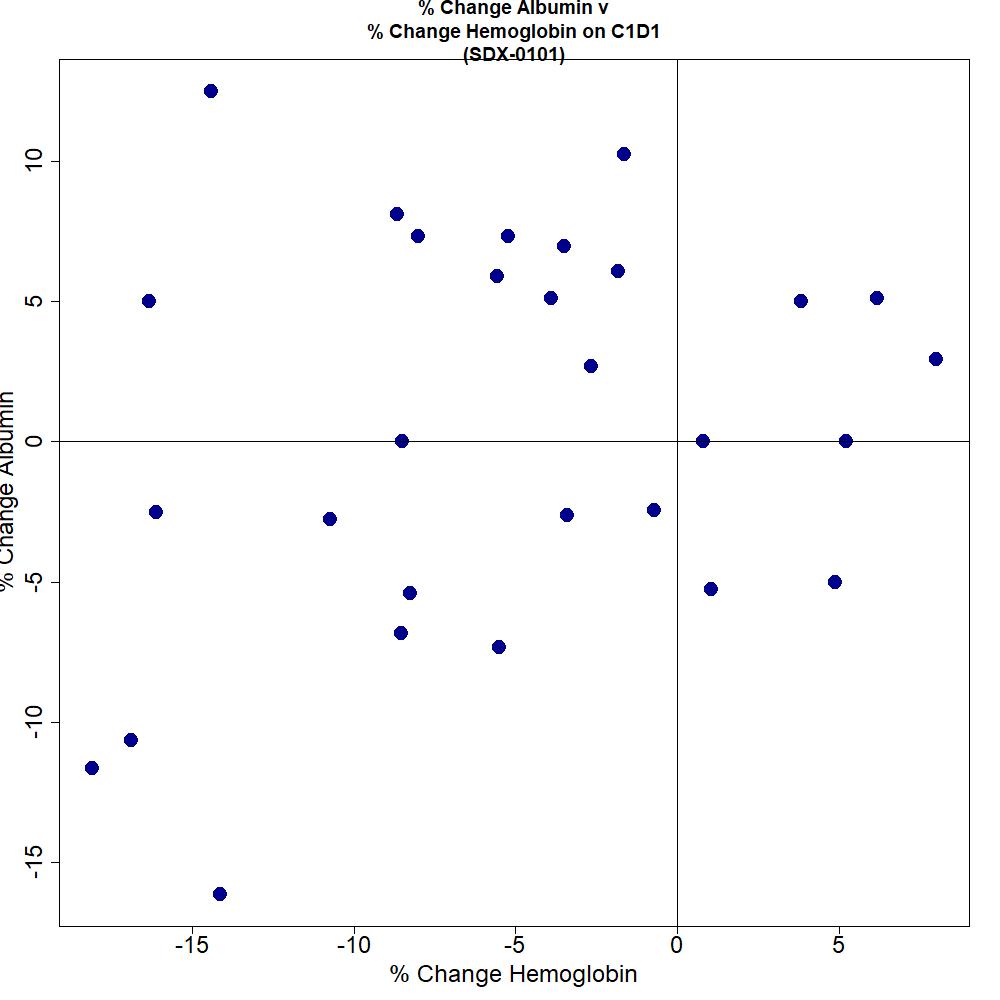 % Change Albumin v
% Change Hemoglobin on C1D1
(SDX-0101)
% Change Albumin
10
5
0
-5
-10
-15
-15
-10
-5
0
5
% Change Hemoglobin